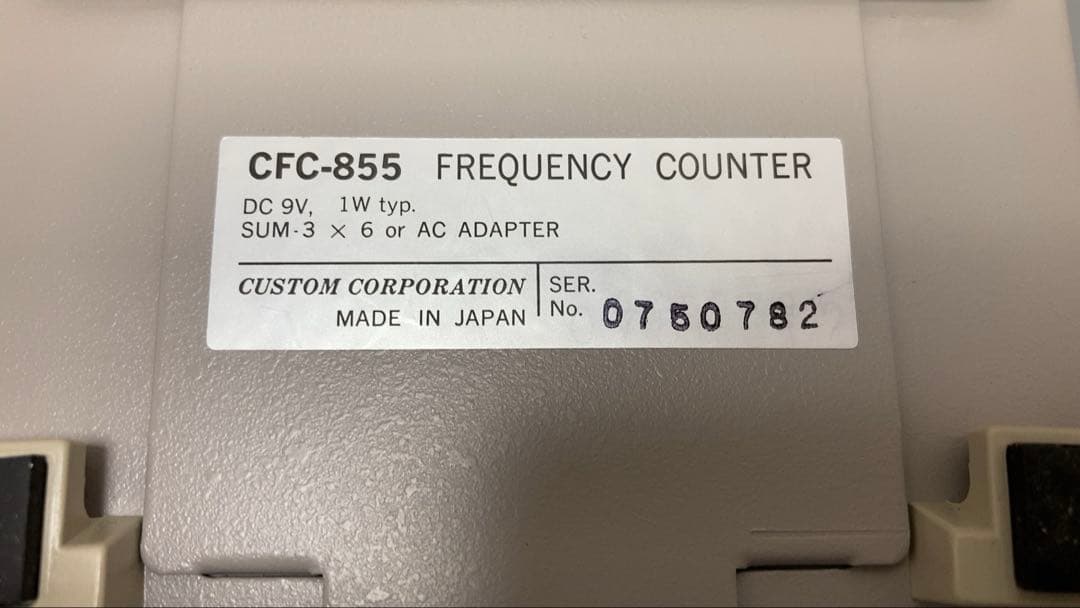 CFC-855 FREQUENCY COUNTER
DC 9V, 1W typ.
SUM-3 × 6 or AC ADAPTER
CUSTOM CORPORATION
MADE IN JAPAN
SER.
No. 0750782